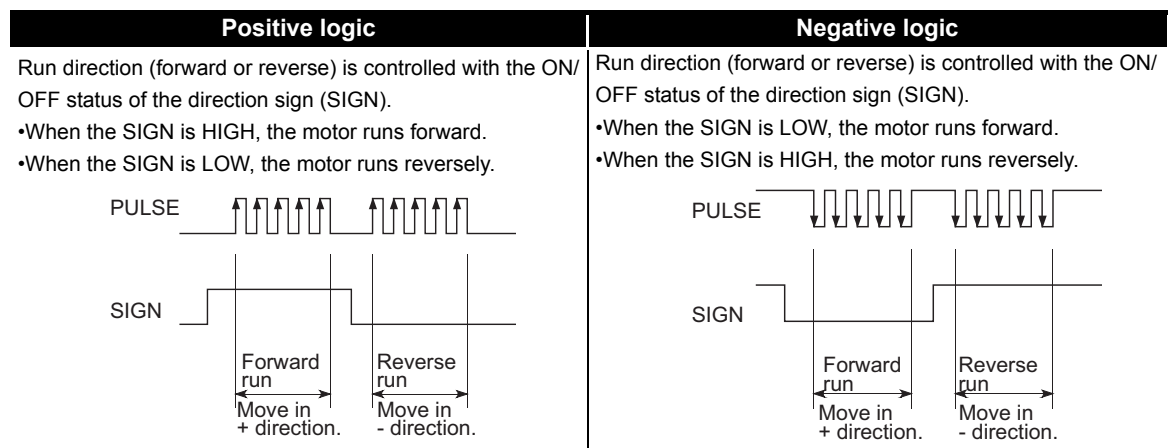 Positive logic
Run direction (forward or reverse) is controlled with the ON/
OFF status of the direction sign (SIGN).
•When the SIGN is HIGH, the motor runs forward.
•When the SIGN is LOW, the motor runs reversely.
PULSE
SIGN
Forward
run
Reverse
run
Move in
+ direction.
Move in
- direction.
Negative logic
Run direction (forward or reverse) is controlled with the ON/
OFF status of the direction sign (SIGN).
•When the SIGN is LOW, the motor runs forward.
•When the SIGN is HIGH, the motor runs reversely.
PULSE
SIGN
Forward
run
Reverse
run
Move in
+ direction.
Move in
- direction.